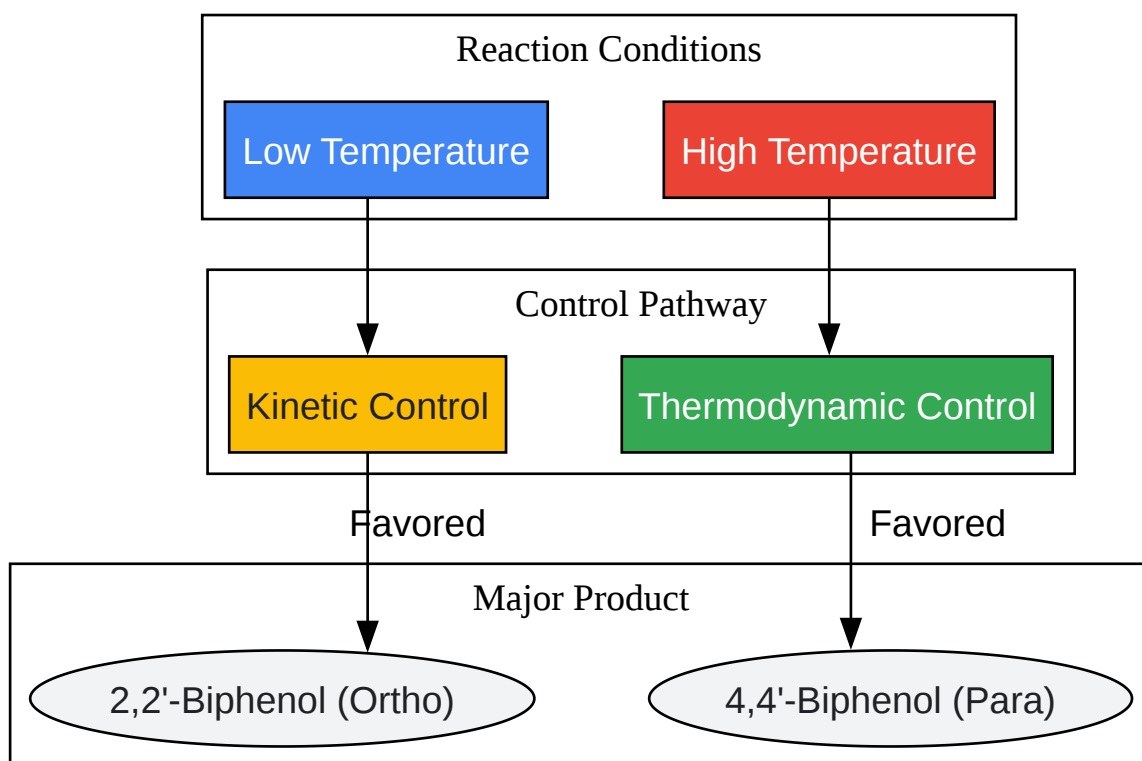 Reaction Conditions
Low Temperature
High Temperature
Control Pathway
Kinetic Control
Thermodynamic Control
Favored
Favored
Major Product
2,2'-Biphenol (Ortho)
4,4'-Biphenol (Para)